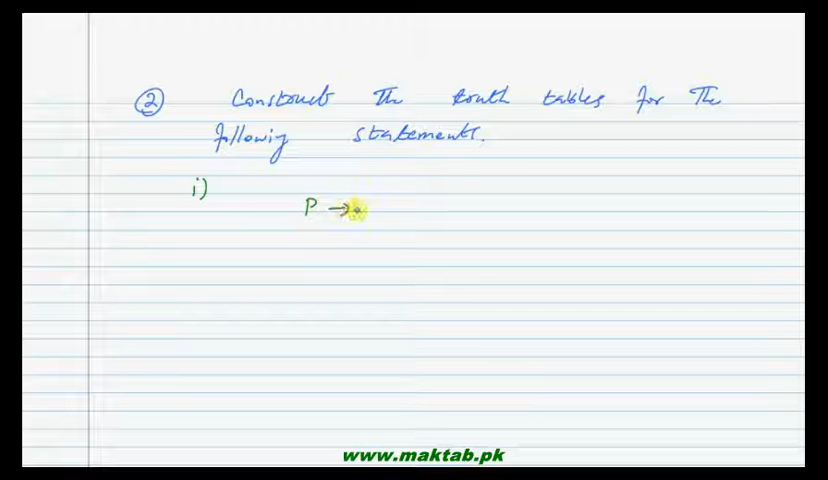 ② Construct the truth tables for the
following statements.
i)
P →
www.maktab.pk